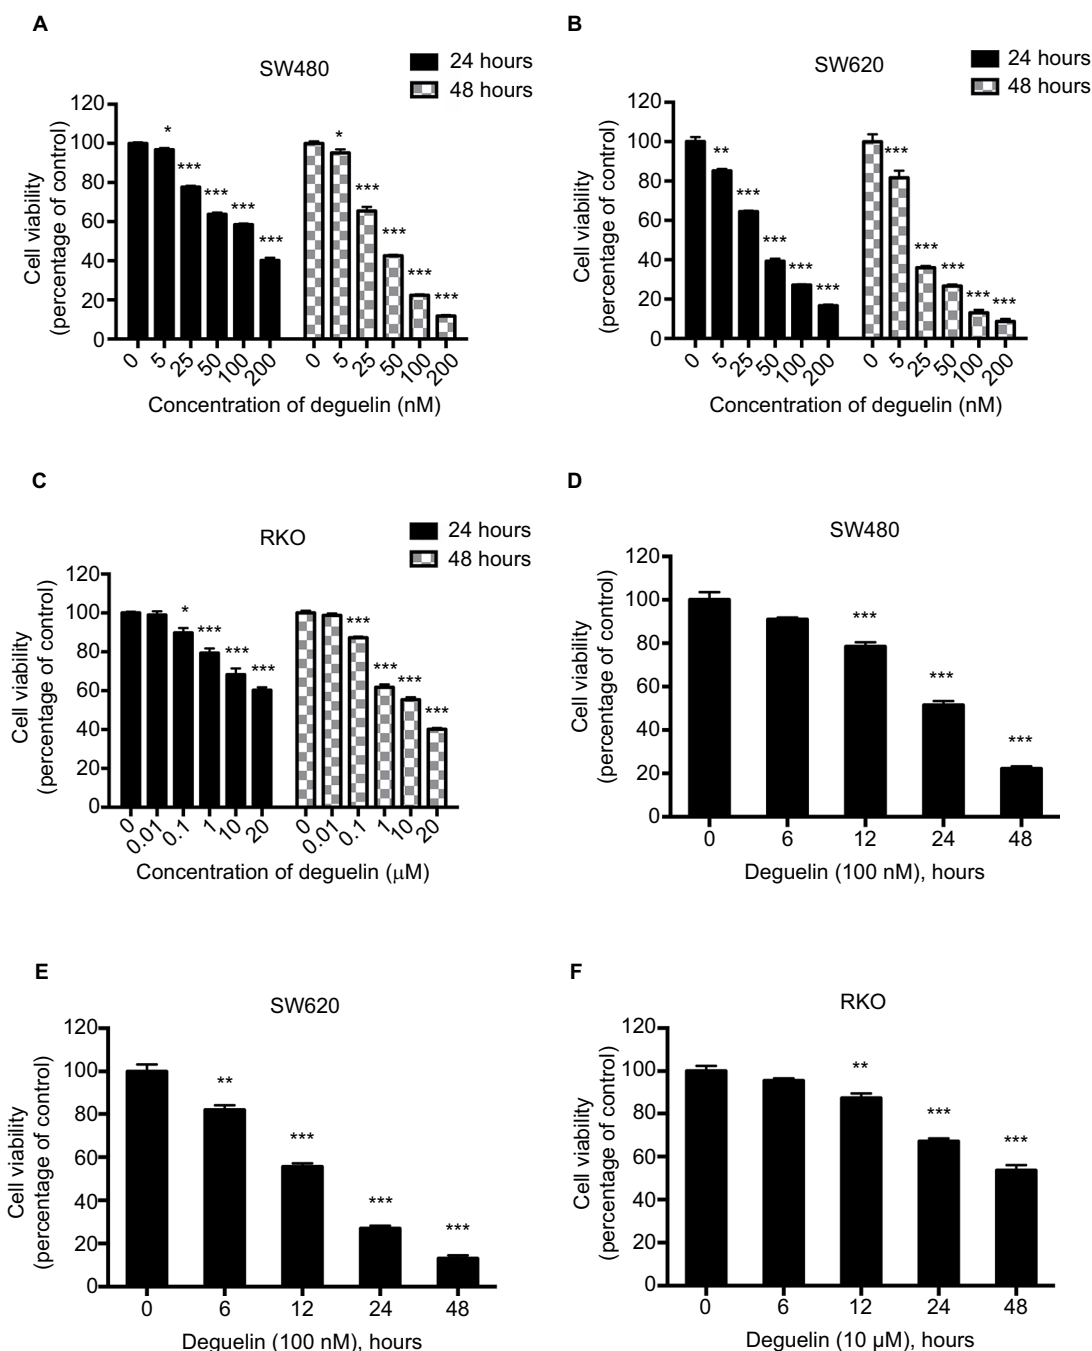 A
SW480
24 hours
48 hours
Cell viability
(percentage of control)
120
100
80
60
40
20
0
* *** *** *** ***
* *** *** *** ***
0 5 25 50 100 200 0 5 25 50 100 200
Concentration of deguelin (nM)
B
SW620
24 hours
48 hours
Cell viability
(percentage of control)
120
100
80
60
40
20
0
** *** *** *** ***
*** *** *** *** ***
0 5 25 50 100 200 0 5 25 50 100 200
Concentration of deguelin (nM)
C
RKO
24 hours
48 hours
Cell viability
(percentage of control)
120
100
80
60
40
20
0
* *** *** ***
*** *** *** ***
0 0.01 0.1 1 10 20 0 0.01 0.1 1 10 20
Concentration of deguelin (μM)
D
SW480
Cell viability
(percentage of control)
120
100
80
60
40
20
0
*** *** ***
0 6 12 24 48
Deguelin (100 nM), hours
E
SW620
Cell viability
(percentage of control)
120
100
80
60
40
20
0
** *** *** ***
0 6 12 24 48
Deguelin (100 nM), hours
F
RKO
Cell viability
(percentage of control)
120
100
80
60
40
20
0
** *** ***
0 6 12 24 48
Deguelin (10 µM), hours